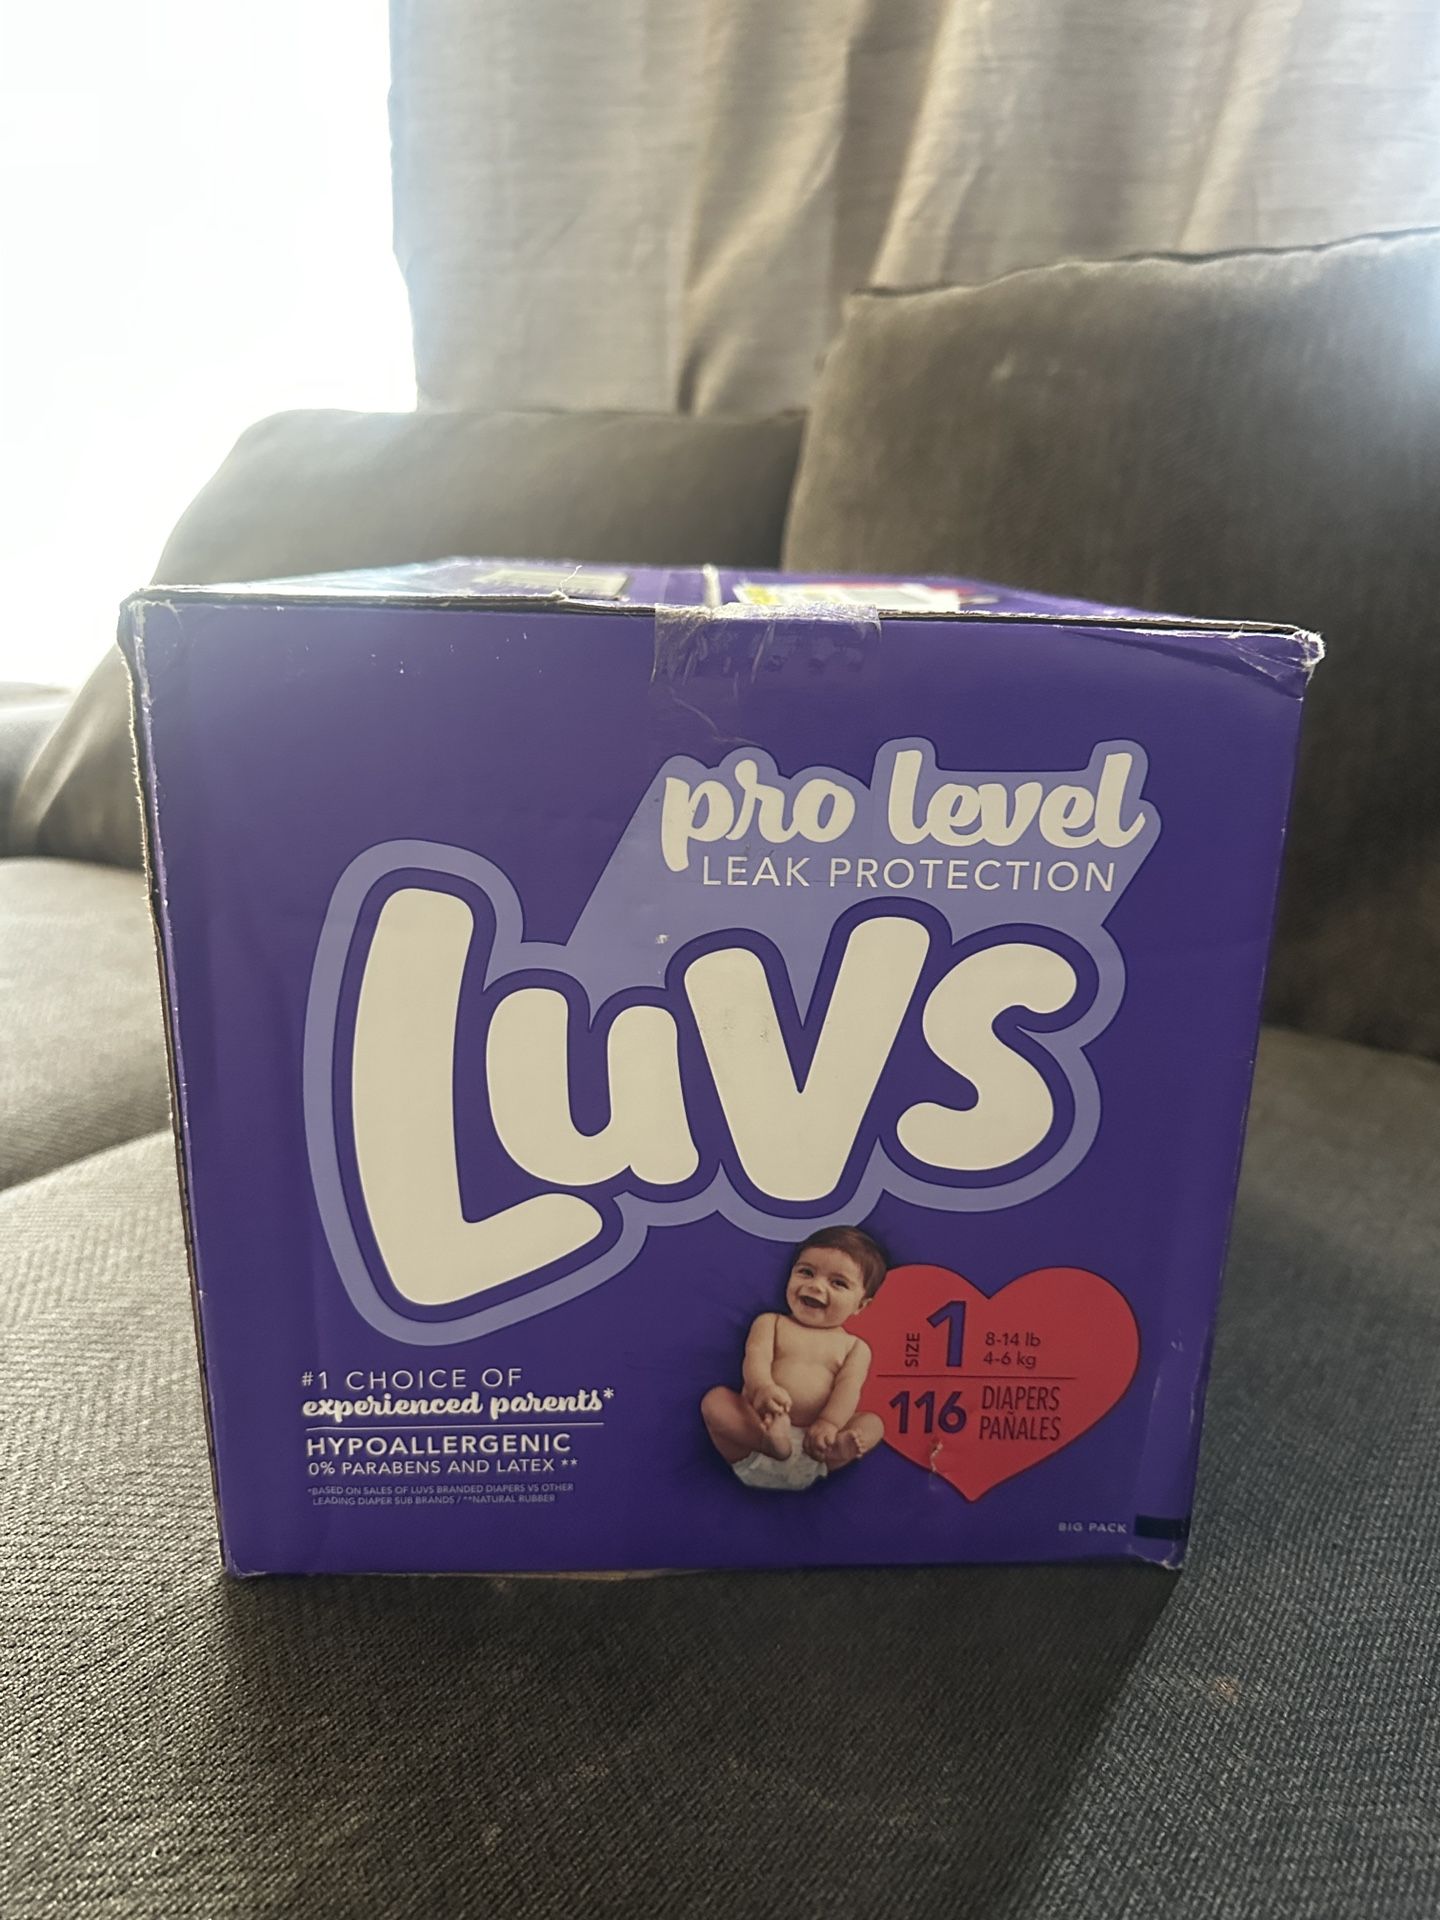 pro level
LEAK PROTECTION
Luvs
SIZE 1 8-14 lb
4-6 kg
116 DIAPERS
PAÑALES
#1 CHOICE OF
experienced parents*
HYPOALLERGENIC
0% PARABENS AND LATEX **
*BASED ON SALES OF LUVS BRANDED DIAPERS VS OTHER
LEADING DIAPER SUB BRANDS / **NATURAL RUBBER
BIG PACK